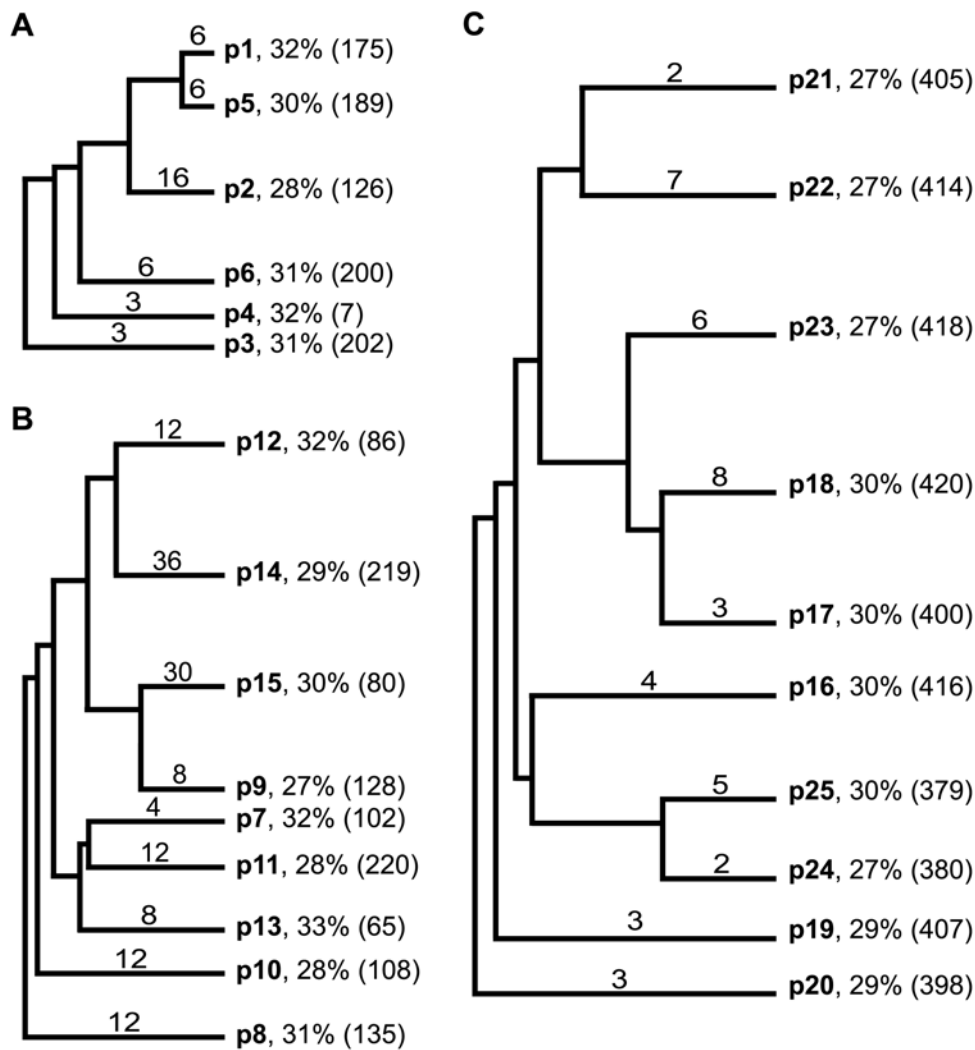 A
6
p1, 32% (175)
6
p5, 30% (189)
16
p2, 28% (126)
6
p6, 31% (200)
3
p4, 32% (7)
3
p3, 31% (202)
B
12
p12, 32% (86)
36
p14, 29% (219)
30
p15, 30% (80)
8
p9, 27% (128)
4
p7, 32% (102)
12
p11, 28% (220)
8
p13, 33% (65)
12
p10, 28% (108)
12
p8, 31% (135)
C
2
p21, 27% (405)
7
p22, 27% (414)
6
p23, 27% (418)
8
p18, 30% (420)
3
p17, 30% (400)
4
p16, 30% (416)
5
p25, 30% (379)
2
p24, 27% (380)
3
p19, 29% (407)
3
p20, 29% (398)